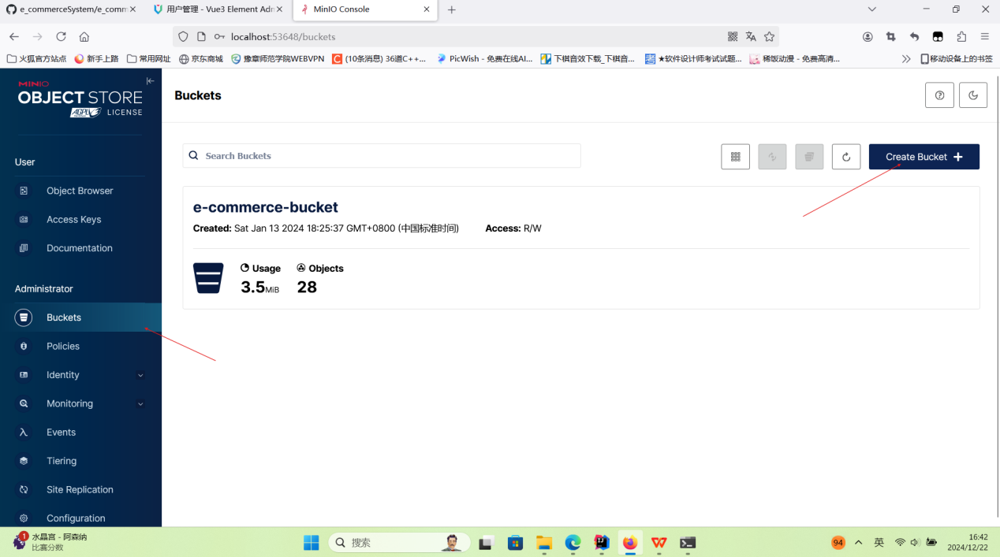 e_commerceSystem/e_comm
用户管理 - Vue3 Element Adm
MinIO Console
localhost:53648/buckets
火狐官方站点
新手上路
常用网址
京东商城
豫章师范学院WEBVPN
(10条消息) 36道C++...
PicWish - 免费在线AI...
下棋音效下载_下棋音...
★软件设计师考试试题...
稀饭动漫 - 免费高清...
移动设备上的书签
MINIO
OBJECT STORE
AGPL LICENSE
Buckets
User
Search Buckets
Create Bucket
Object Browser
Access Keys
Documentation
e-commerce-bucket
Created: Sat Jan 13 2024 18:25:37 GMT+0800 (中国标准时间)
Access: R/W
Usage
Objects
3.5MiB
28
Administrator
Buckets
Policies
Identity
Monitoring
Events
Tiering
Site Replication
Configuration
1
水晶宫 - 阿森纳
比赛分数
搜索
94
英
16:42
2024/12/22